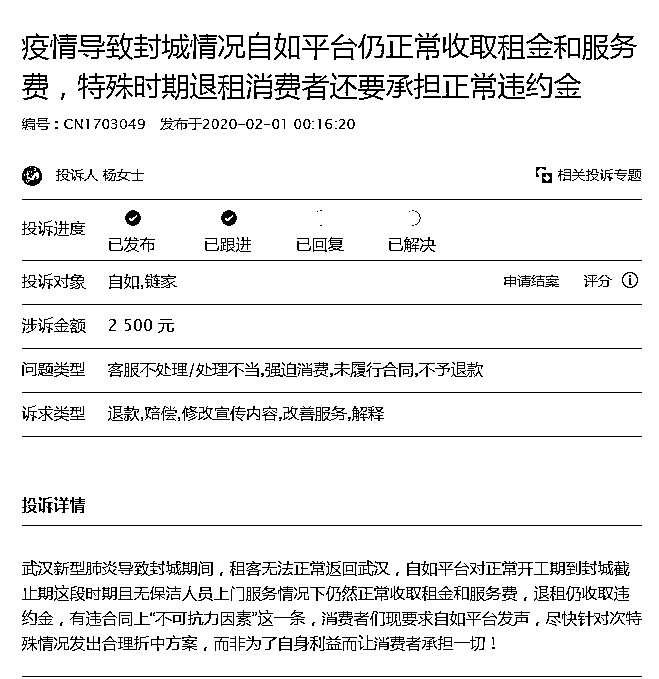 疫情导致封城情况自如平台仍正常收取租金和服务
费，特殊时期退租消费者还要承担正常违约金
编号：CN1703049 发布于2020-02-01 00:16:20
投诉人 杨女士 相关投诉专题
投诉进度 已发布 已跟进 已回复 已解决
投诉对象 自如,链家 申请结案 评分
涉诉金额 2 500 元
问题类型 客服不处理/处理不当,强迫消费,未履行合同,不予退款
诉求类型 退款,赔偿,修改宣传内容,改善服务,解释
投诉详情
武汉新型肺炎导致封城期间，租客无法正常返回武汉，自如平台对正常开工期到封城截
止期这段时期且无保洁人员上门服务情况下仍然正常收取租金和服务费，退租仍收取违
约金，有违合同上“不可抗力因素”这一条，消费者们现要求自如平台发声，尽快针对次特
殊情况发出合理折中方案，而非为了自身利益而让消费者承担一切！